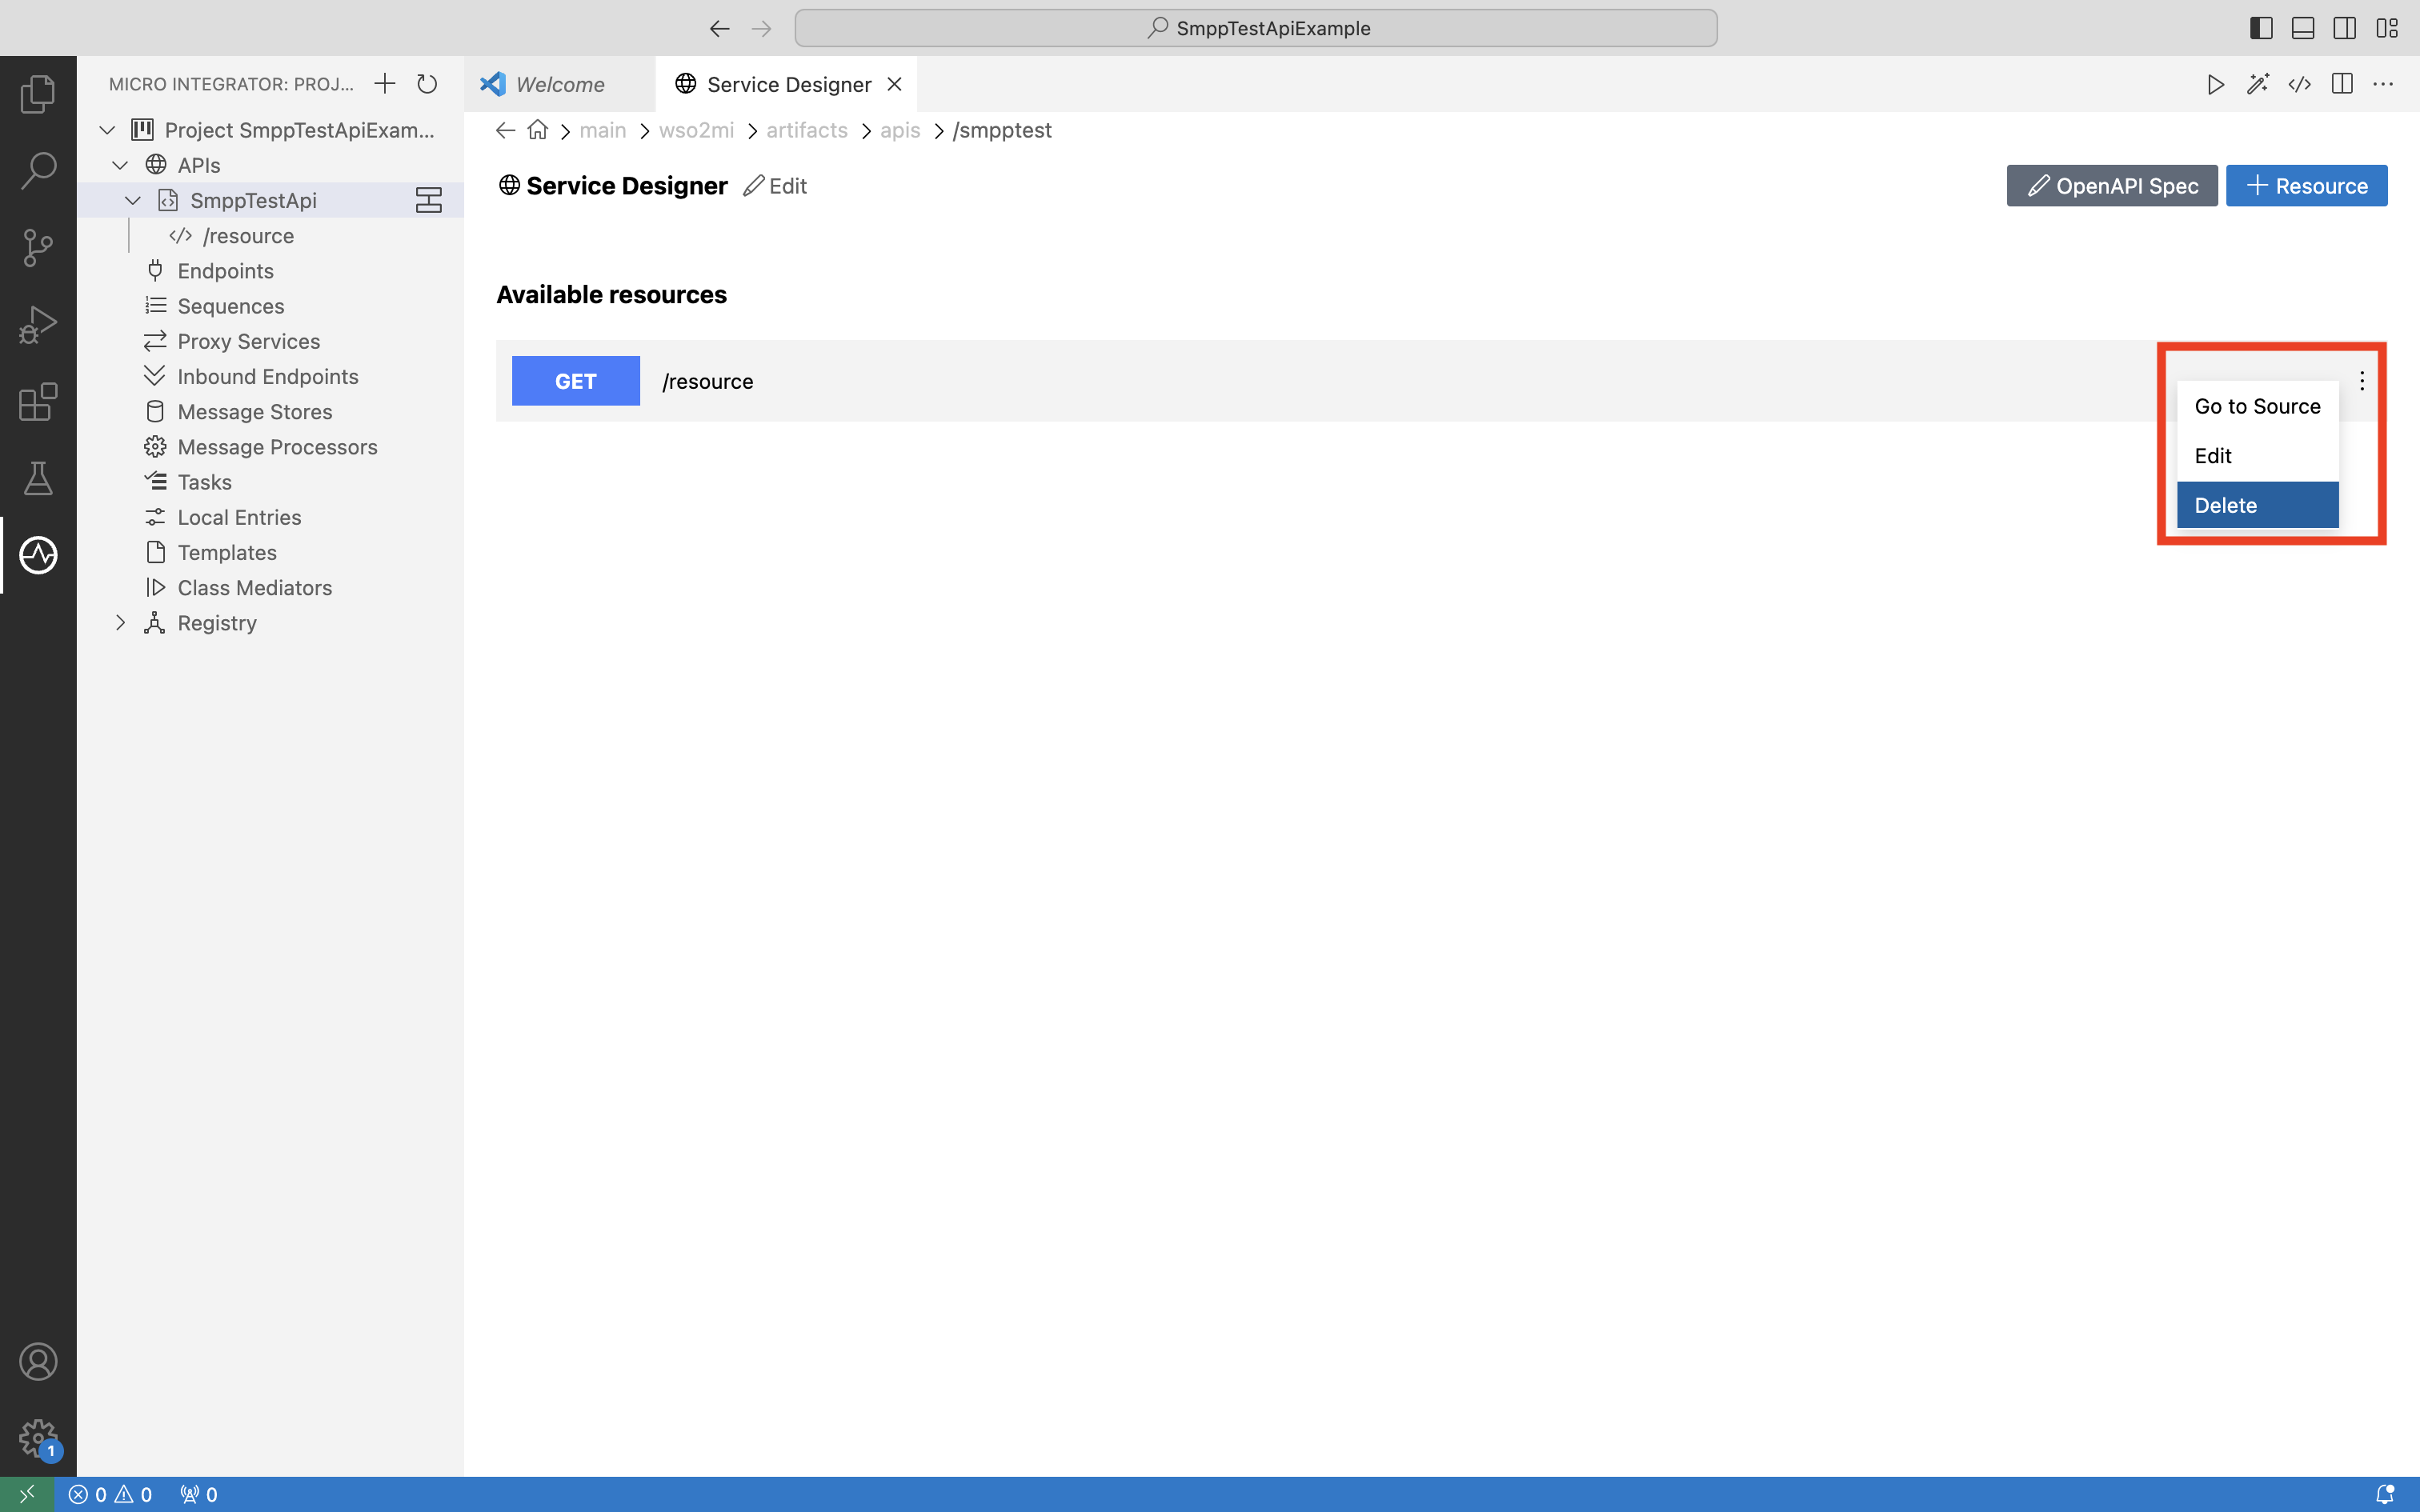 SmppTestApiExample
MICRO INTEGRATOR: PROJ...
Welcome
Service Designer
Project SmppTestApiExam...
APIs
SmppTestApi
/resource
Endpoints
Sequences
Proxy Services
Inbound Endpoints
Message Stores
Message Processors
Tasks
Local Entries
Templates
Class Mediators
Registry
main
wso2mi
artifacts
apis
/smpptest
Service Designer
Edit
OpenAPI Spec
Resource
Available resources
GET
/resource
Go to Source
Edit
Delete
1
0
0
0